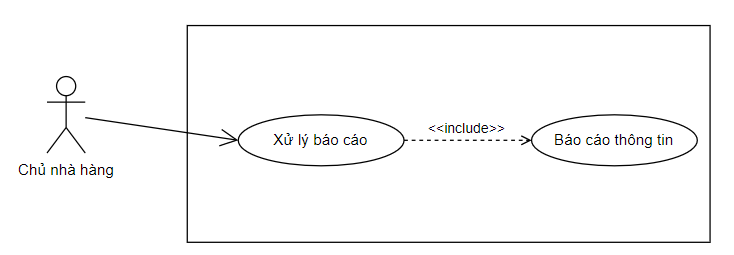 Chủ nhà hàng
Xử lý báo cáo
<<include>>
Báo cáo thông tin